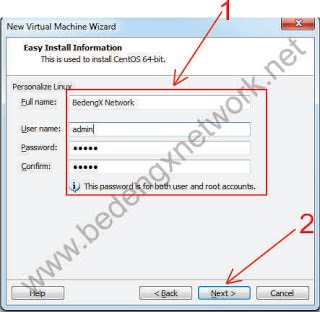 1
New Virtual Machine Wizard
Easy Install Information
This is used to install CentOS 64-bit.
Personalize Linux
Full name: BedengX Network
User name: admin
Password: •••••
Confirm: •••••
This password is for both user and root accounts.
2
Help < Back Next > Cancel
www.bedengxnetwork.net